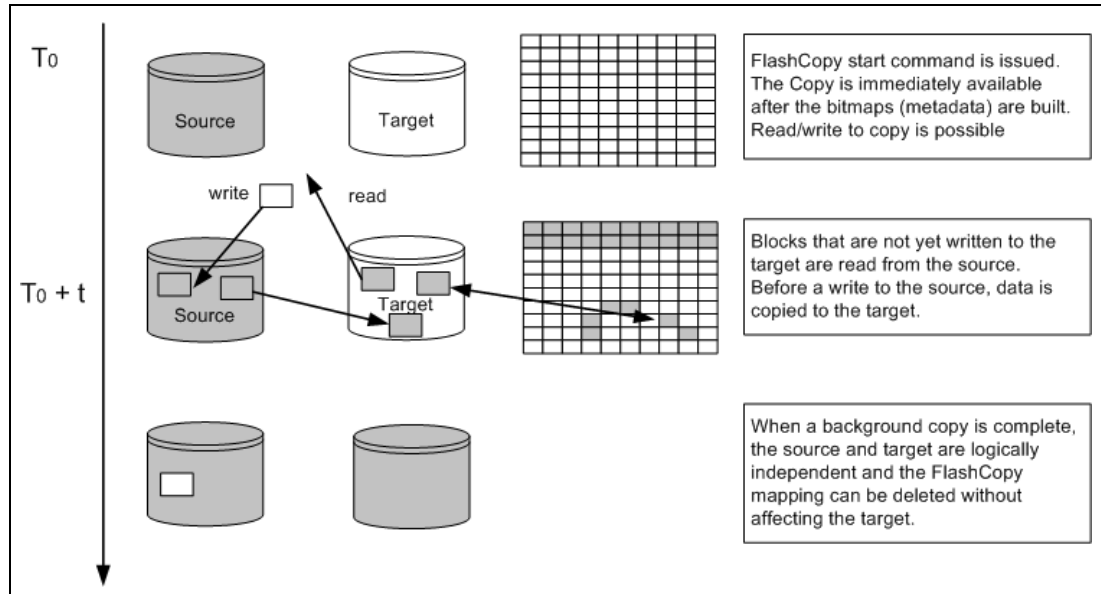 T0
Source
Target
FlashCopy start command is issued.
The Copy is immediately available
after the bitmaps (metadata) are built.
Read/write to copy is possible
write
read
T0 + t
Source
Target
Blocks that are not yet written to the
target are read from the source.
Before a write to the source, data is
copied to the target.
When a background copy is complete,
the source and target are logically
independent and the FlashCopy
mapping can be deleted without
affecting the target.